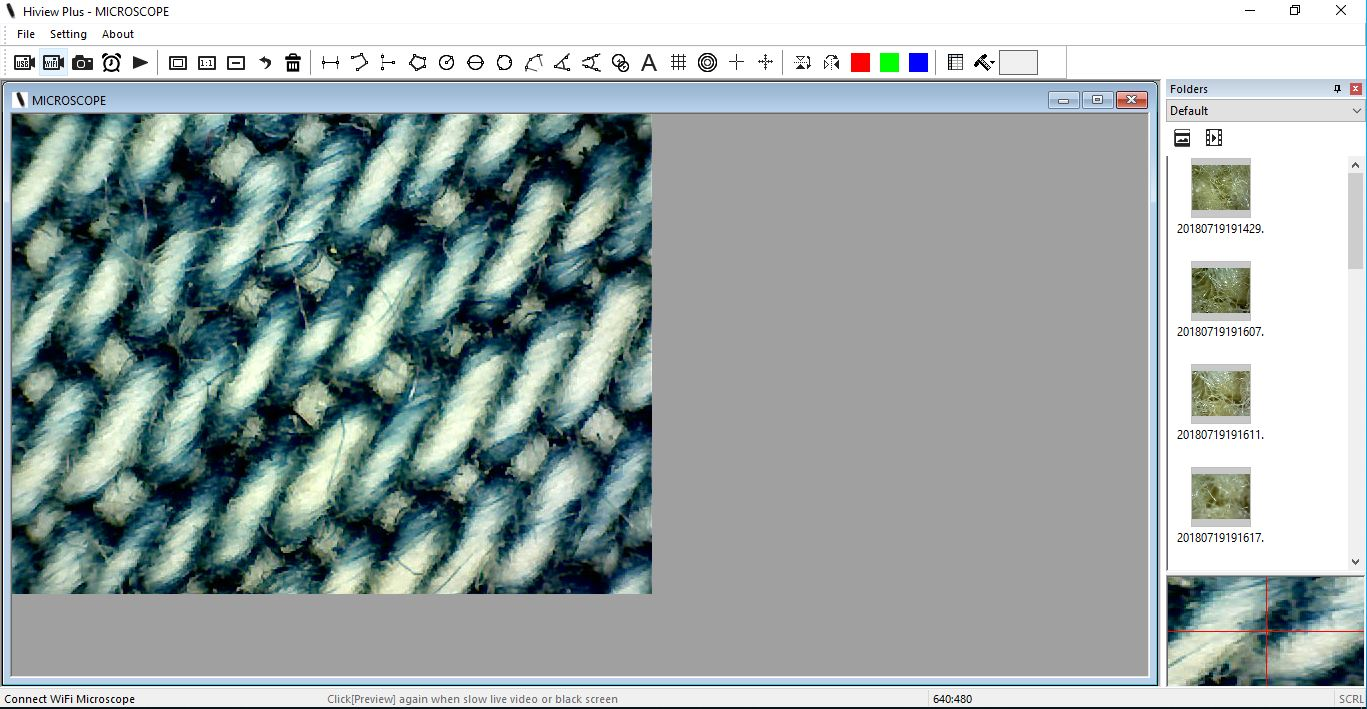 Hiview Plus - MICROSCOPE
File Setting About
USB WiFi 1:1 A
MICROSCOPE
Folders
Default
20180719191429.
20180719191607.
20180719191611.
20180719191617.
Connect WiFi Microscope Click[Preview] again when slow live video or black screen 640:480 SCRL